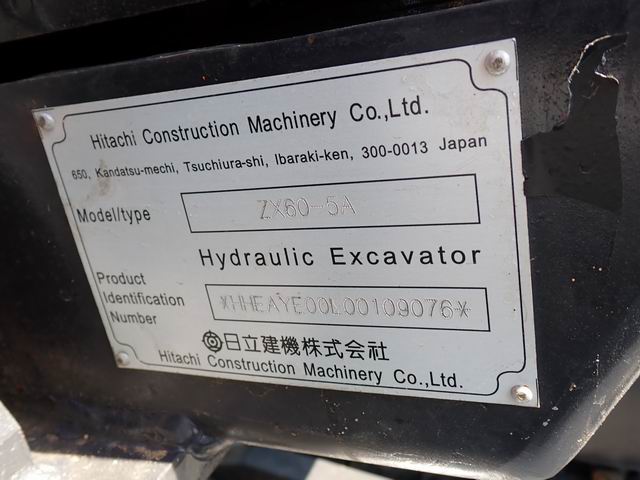 Hitachi Construction Machinery Co.,Ltd.
650, Kandatsu-mechi, Tsuchiura-shi, Ibaraki-ken, 300-0013 Japan
Model/type ZX60-5A
Hydraulic Excavator
Product
Identification
Number
*HHEAYE00L00109076*
日立建機株式会社
Hitachi Construction Machinery Co.,Ltd.